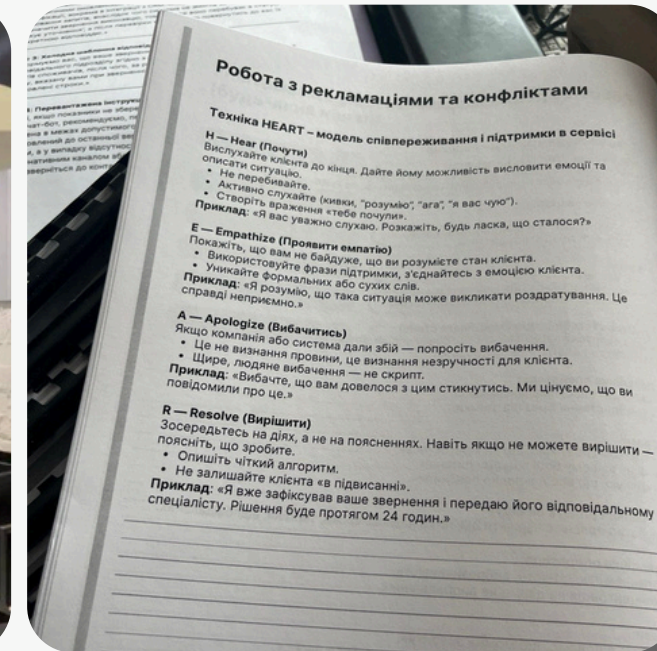 Робота з рекламаціями та конфліктами
Техніка HEART – модель співпереживання і підтримки в сервісі
H — Hear (Почути)
Вислухайте клієнта до кінця. Дайте йому можливість висловити емоції та
описати ситуацію.
• Не перебивайте.
• Активно слухайте (кивки, "розумію", "ага", "я вас чую").
• Створіть враження «тебе почули».
Приклад: «Я вас уважно слухаю. Розкажіть, будь ласка, що сталося?»
E — Empathize (Проявити емпатію)
Покажіть, що вам не байдуже, що ви розумієте стан клієнта.
• Використовуйте фрази підтримки, з'єднайтесь з емоцією клієнта.
• Уникайте формальних або сухих слів.
Приклад: «Я розумію, що така ситуація може викликати роздратування. Це
справді неприємно.»
A — Apologize (Вибачитись)
Якщо компанія або система дали збій — попросіть вибачення.
• Це не визнання провини, це визнання незручності для клієнта.
• Щире, людяне вибачення — не скрипт.
Приклад: «Вибачте, що вам довелося з цим стикнутись. Ми цінуємо, що ви
повідомили про це.»
R — Resolve (Вирішити)
Зосередьтесь на діях, а не на поясненнях. Навіть якщо не можете вирішити —
поясніть, що зробите.
• Опишіть чіткий алгоритм.
• Не залишайте клієнта «в підвисанні».
Приклад: «Я вже зафіксував ваше звернення і передаю його відповідальному
спеціалісту. Рішення буде протягом 24 годин.»